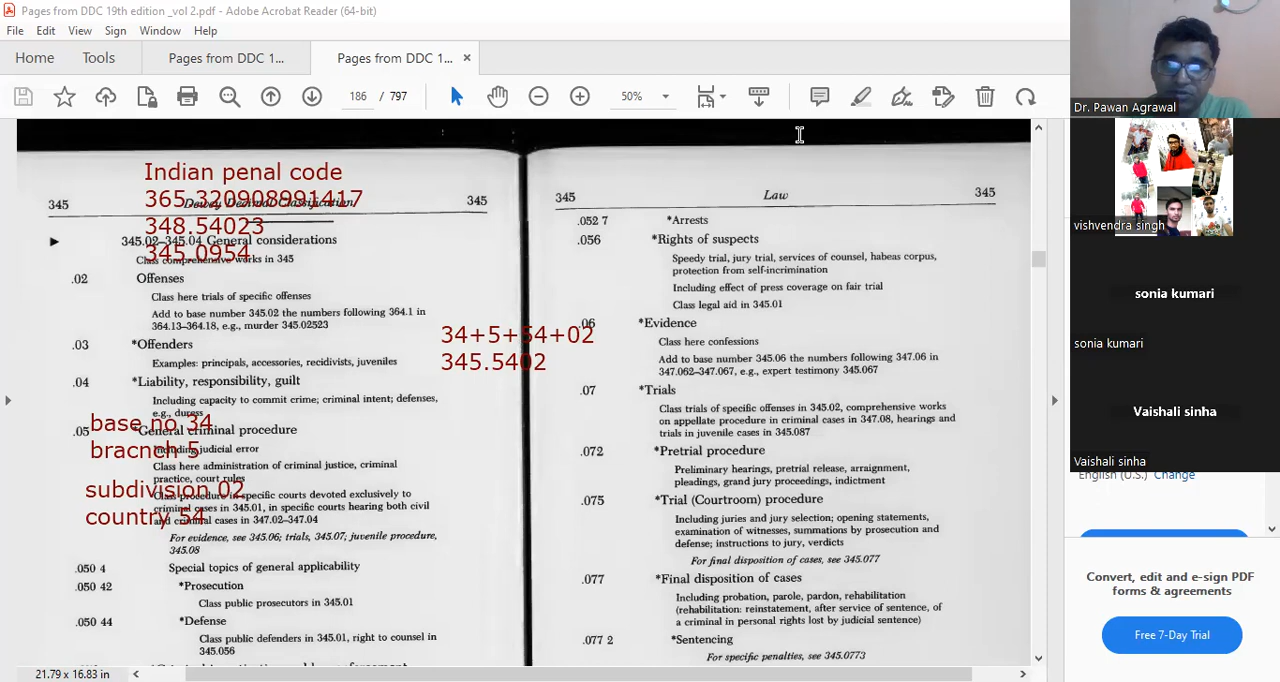 Pages from DDC 19th edition _vol 2.pdf - Adobe Acrobat Reader (64-bit)
File Edit View Sign Window Help
Home Tools Pages from DDC 1... Pages from DDC 1... ×
186 / 797 50%
Indian penal code
365.320908991417
348.54023
345.0954
34+5+54+02
345.5402
base no 34
bracnch 5
subdivision 02
country 54
345 Dewey Decimal Classification 345
345.02–345.04 General considerations
Class comprehensive works in 345
.02 Offenses
Class here trials of specific offenses
Add to base number 345.02 the numbers following 364.1 in
364.13–364.18, e.g., murder 345.02523
.03 *Offenders
Examples: principals, accessories, recidivists, juveniles
.04 *Liability, responsibility, guilt
Including capacity to commit crime; criminal intent; defenses,
e.g., duress
.05 *General criminal procedure
Including judicial error
Class here administration of criminal justice, criminal
practice, court rules
Class procedure in specific courts devoted exclusively to
criminal cases in 345.01, in specific courts hearing both civil
and criminal cases in 347.02–347.04
For evidence, see 345.06; trials, 345.07; juvenile procedure,
345.08
.050 4 Special topics of general applicability
.050 42 *Prosecution
Class public prosecutors in 345.01
.050 44 *Defense
Class public defenders in 345.01, right to counsel in
345.056
345 Law 345
.052 7 *Arrests
.056 *Rights of suspects
Speedy trial, jury trial, services of counsel, habeas corpus,
protection from self-incrimination
Including effect of press coverage on fair trial
Class legal aid in 345.01
.06 *Evidence
Class here confessions
Add to base number 345.06 the numbers following 347.06 in
347.062–347.067, e.g., expert testimony 345.067
.07 *Trials
Class trials of specific offenses in 345.02, comprehensive works
on appellate procedure in criminal cases in 347.08, hearings and
trials in juvenile cases in 345.087
.072 *Pretrial procedure
Preliminary hearings, pretrial release, arraignment,
pleadings, grand jury proceedings, indictment
.075 *Trial (Courtroom) procedure
Including juries and jury selection; opening statements,
examination of witnesses, summations by prosecution and
defense; instructions to jury, verdicts
For final disposition of cases, see 345.077
.077 *Final disposition of cases
Including probation, parole, pardon, rehabilitation
(rehabilitation: reinstatement, after service of sentence, of
a criminal in personal rights lost by judicial sentence)
.077 2 *Sentencing
For specific penalties, see 345.0773
21.79 x 16.83 in
Dr. Pawan Agrawal
vishvendra singh
sonia kumari
sonia kumari
Vaishali sinha
Vaishali sinha
English (U.S.) Change
Convert, edit and e-sign PDF
forms & agreements
Free 7-Day Trial